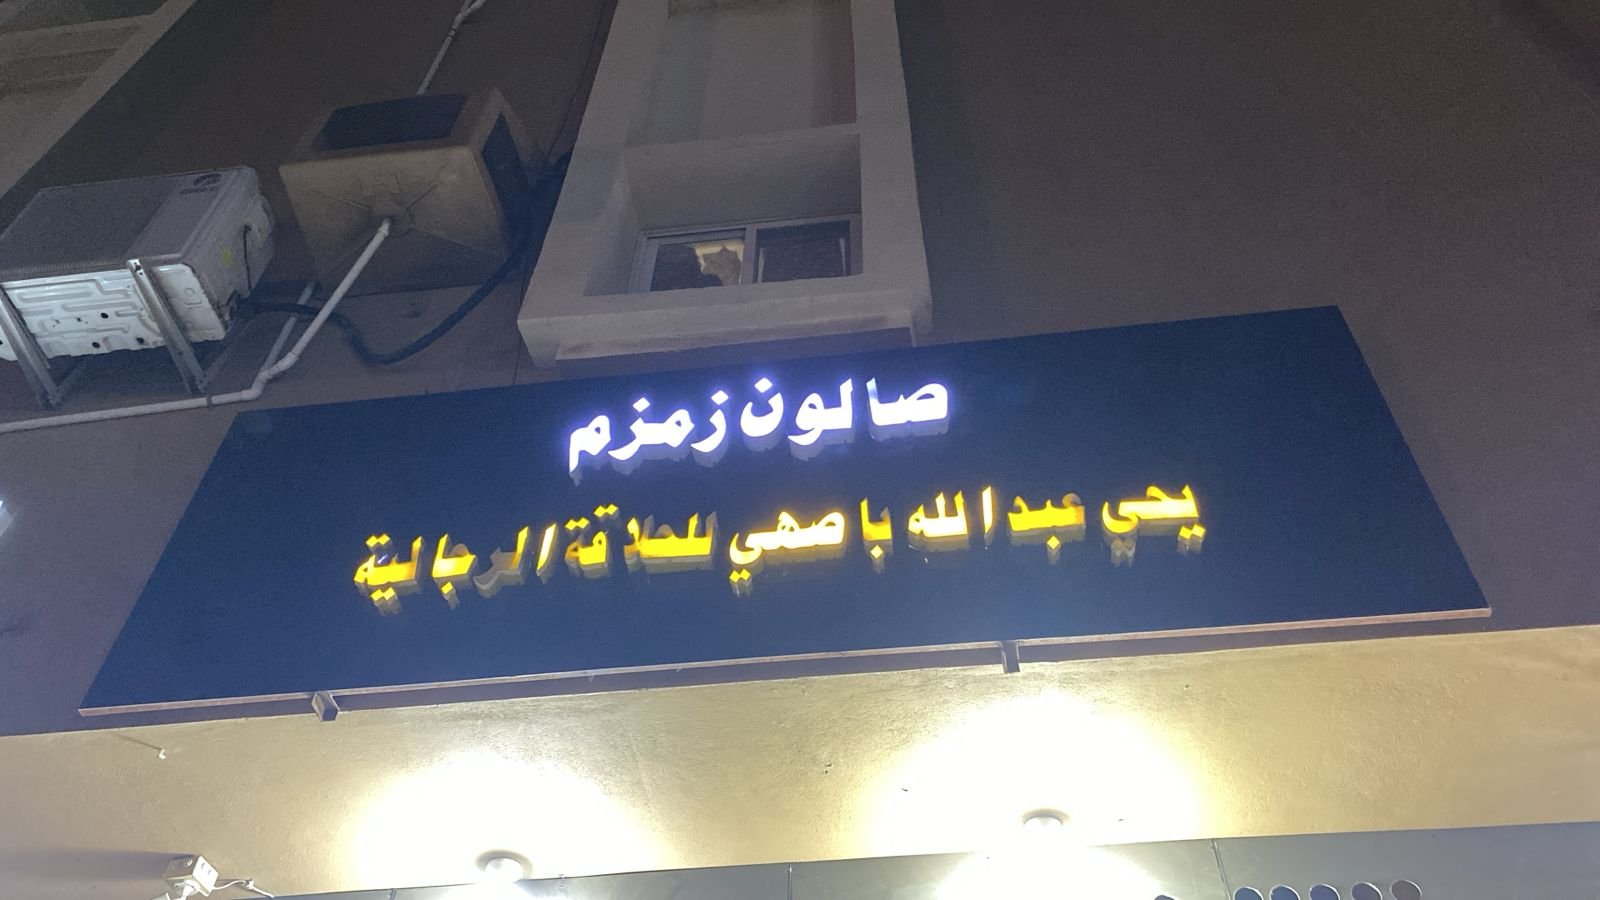 صالون زمزم
يحي عبدالله باصهي للحلاقة الرجالية